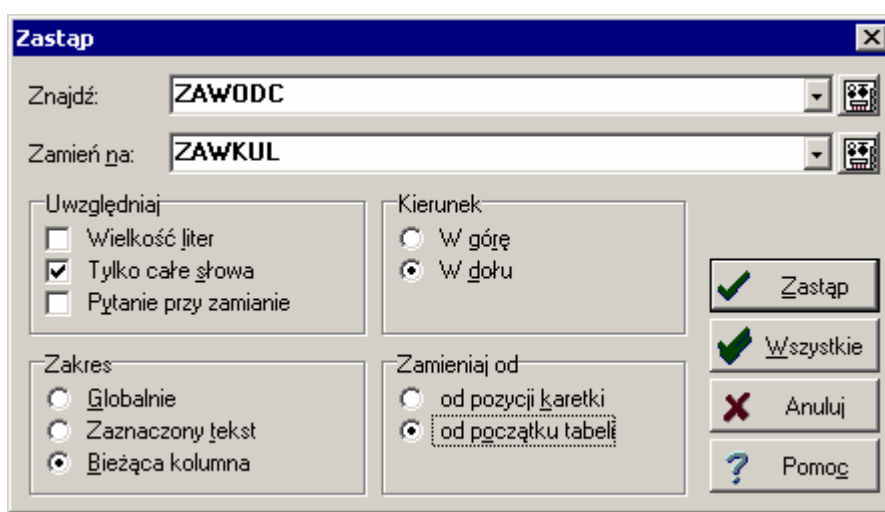 Zastąp
Znajdź: ZAWODC
Zamień na: ZAWKUL
Uwzględniaj
Wielkość liter
Tylko całe słowa
Pytanie przy zamianie
Kierunek
W górę
W dołu
Zakres
Globalnie
Zaznaczony tekst
Bieżąca kolumna
Zamieniaj od
od pozycji karetki
od początku tabeli
Zastąp
Wszystkie
Anuluj
Pomoc